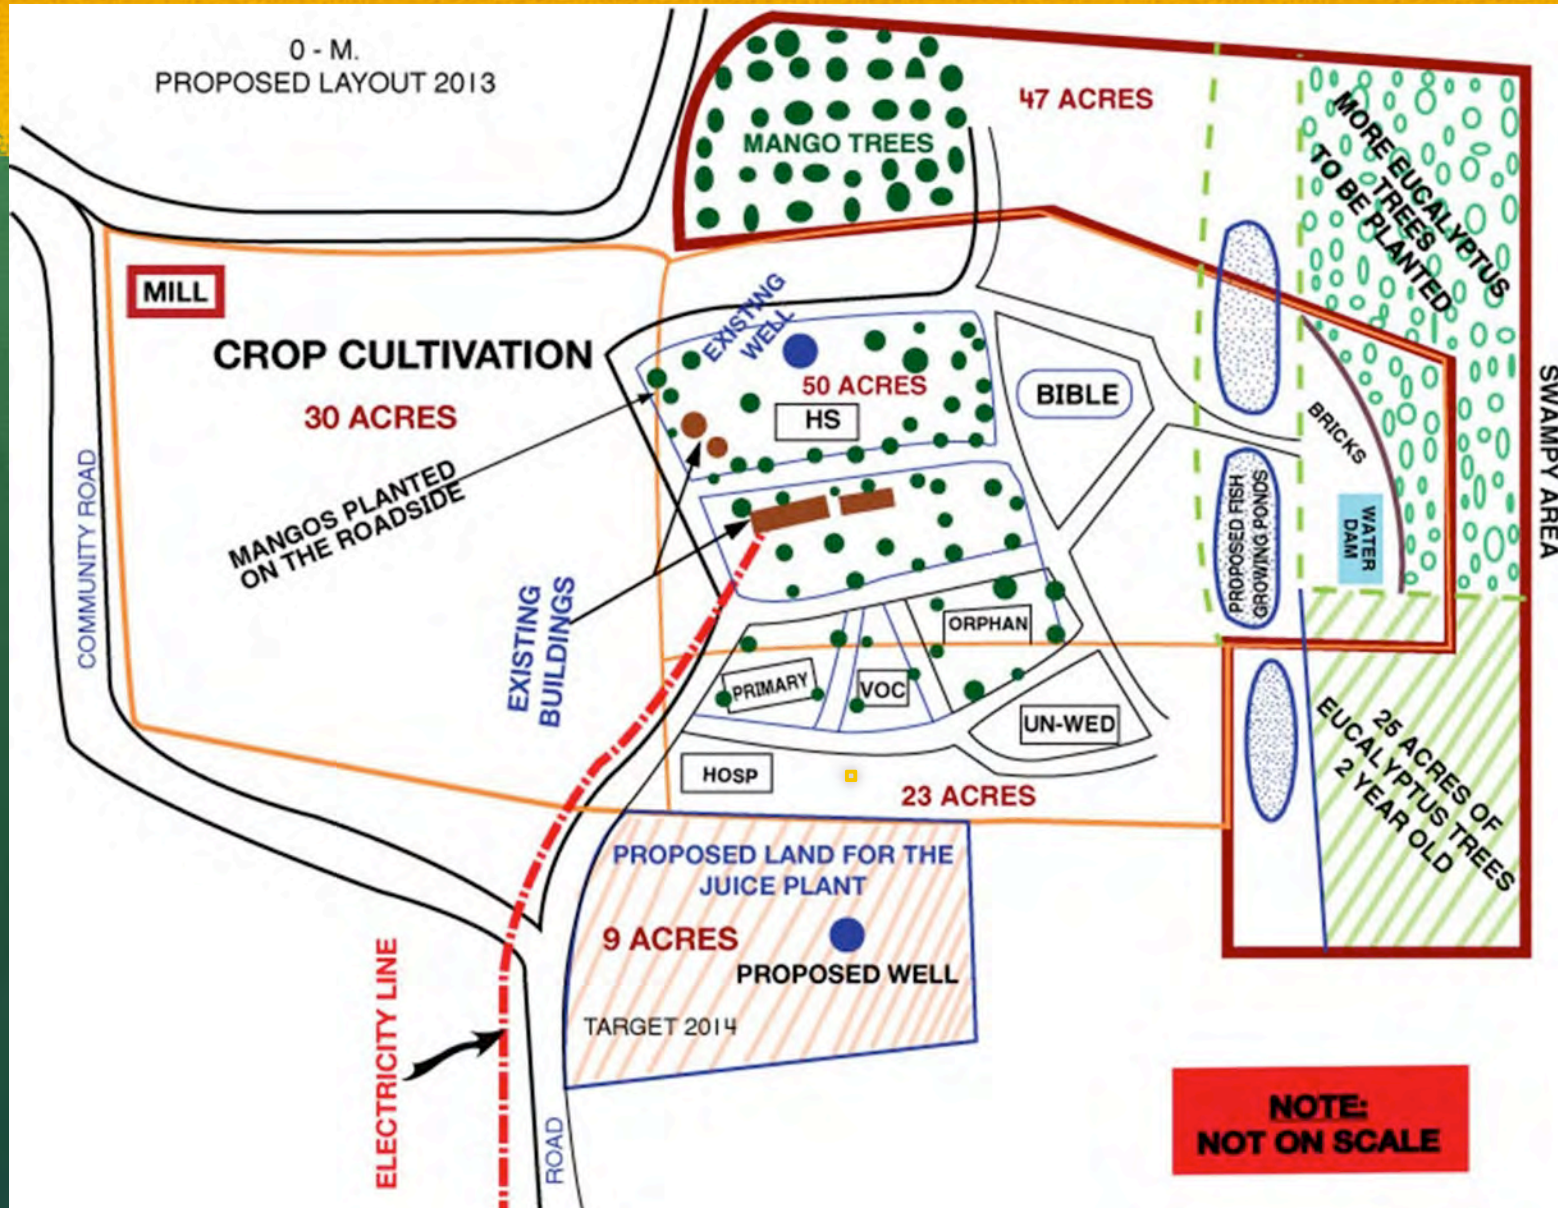 0 - M.
PROPOSED LAYOUT 2013
47 ACRES
MANGO TREES
MORE EUCALYPTUS
TREES
TO BE PLANTED
MILL
EXISTING
WELL
CROP CULTIVATION
30 ACRES
50 ACRES
HS
BIBLE
BRICKS
SWAMPY AREA
COMMUNITY ROAD
MANGOS PLANTED
ON THE ROADSIDE
PROPOSED FISH
GROWING PONDS
WATER
DAM
EXISTING
BUILDINGS
ORPHAN
PRIMARY
VOC
UN-WED
HOSP
23 ACRES
25 ACRES OF
EUCALYPTUS TREES
2 YEAR OLD
PROPOSED LAND FOR THE
JUICE PLANT
9 ACRES
PROPOSED WELL
TARGET 2014
ELECTRICITY LINE
ROAD
NOTE:
NOT ON SCALE